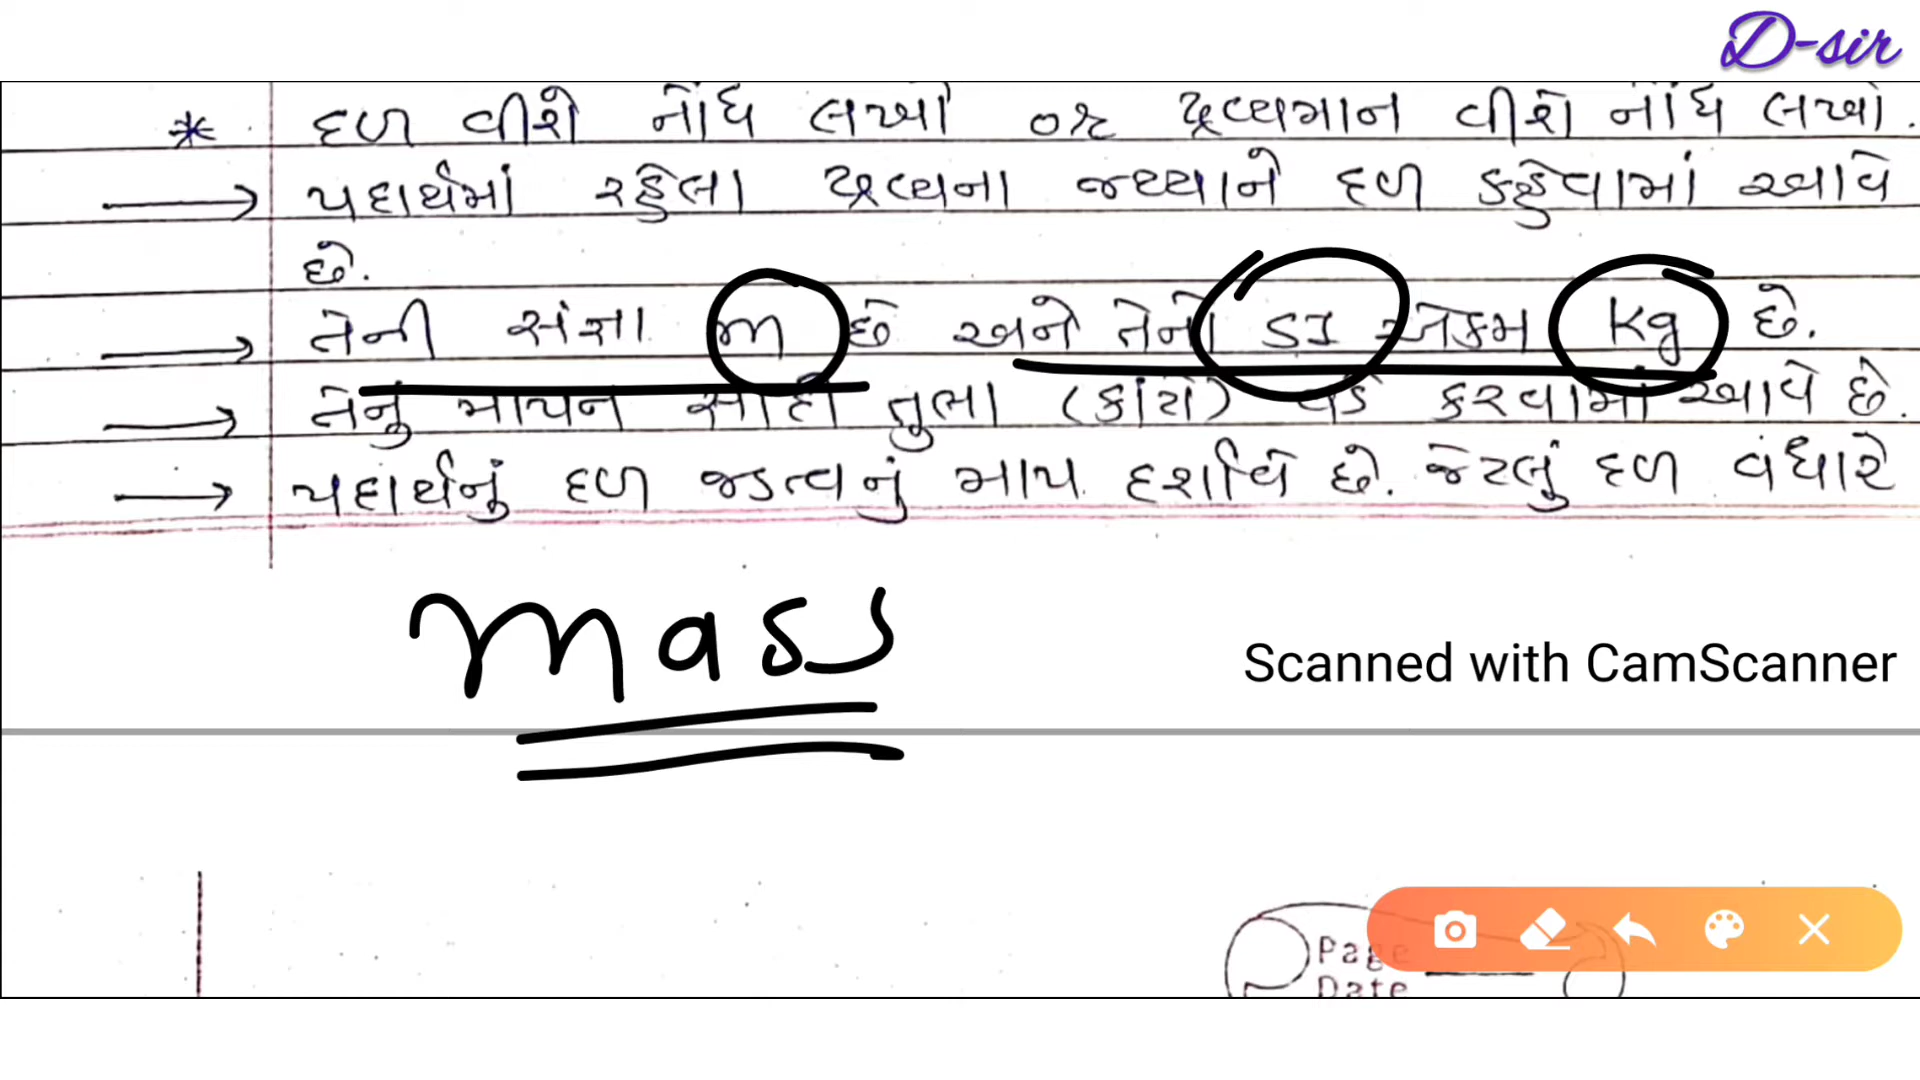 D-sir
* દળ વીશે નોંધ લખો OR દ્રવ્યમાન વીશે નોંધ લખો.
→ પદાર્થમાં રહેલા દ્રવ્યના જથ્થાને દળ કહેવામાં આવે
છે.
→ તેની સંજ્ઞા m છે અને તેનો SI એકમ kg છે.
→ તેનું માપન સાદી તુલા (કાંટો) વડે કરવામાં આવે છે.
→ પદાર્થનું દળ જડત્વનું માપ દર્શાવે છે. જેટલું દળ વધારે
mass
Scanned with CamScanner
Page
Date